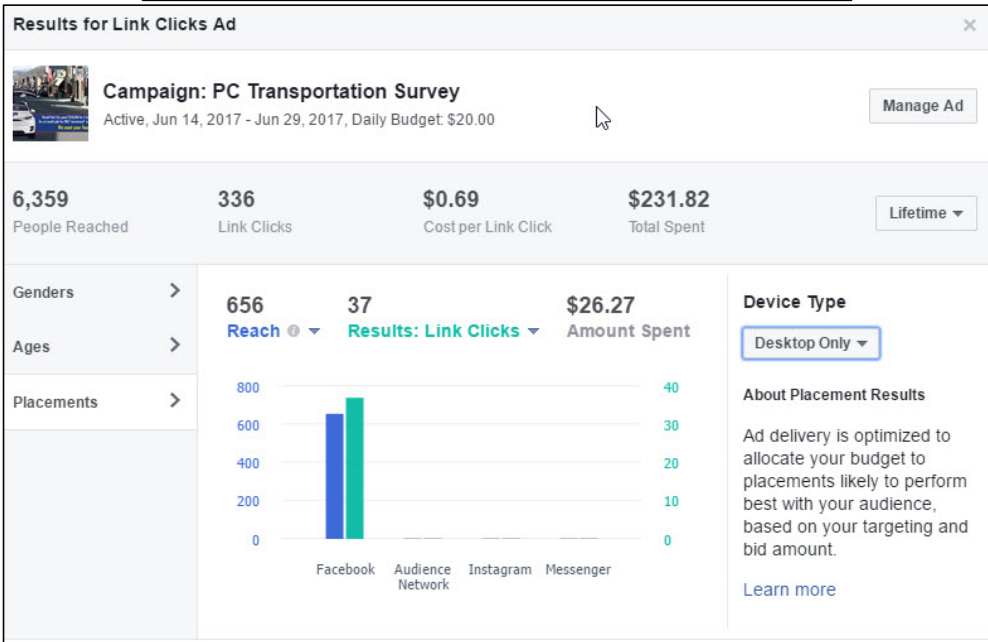 Results for Link Clicks Ad
Campaign: PC Transportation Survey
Active, Jun 14, 2017 - Jun 29, 2017, Daily Budget: $20.00
Manage Ad
6,359
People Reached
336
Link Clicks
$0.69
Cost per Link Click
$231.82
Total Spent
Lifetime
Genders
Ages
Placements
656
Reach
37
Results: Link Clicks
$26.27
Amount Spent
800
600
400
200
0
40
30
20
10
0
Facebook
Audience
Network
Instagram
Messenger
Device Type
Desktop Only
About Placement Results
Ad delivery is optimized to
allocate your budget to
placements likely to perform
best with your audience,
based on your targeting and
bid amount.
Learn more